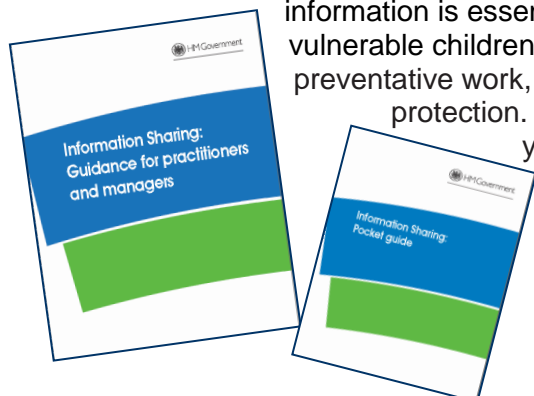 information is essen
vulnerable children
preventative work,
protection.
y
HM Government
Information Sharing:
Guidance for practitioners
and managers
HM Government
Information Sharing:
Pocket guide